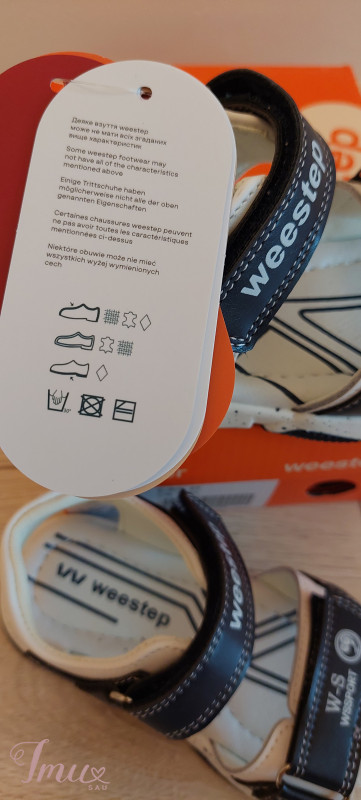 Деяке взуття weestep
може не мати всіх згаданих
вище характеристик
Some weestep footwear may
not have all of the characteristics
mentioned above
Einige Trittschuhe haben
möglicherweise nicht alle der oben
genannten Eigenschaften
Certaines chaussures weestep peuvent
ne pas avoir toutes les caractéristiques
mentionnées ci-dessus
Niektóre obuwie może nie mieć
wszystkich wyżej wymienionych
cech
weestep
weestep
weestep
W-S
WEESPORT
Imux
SAU